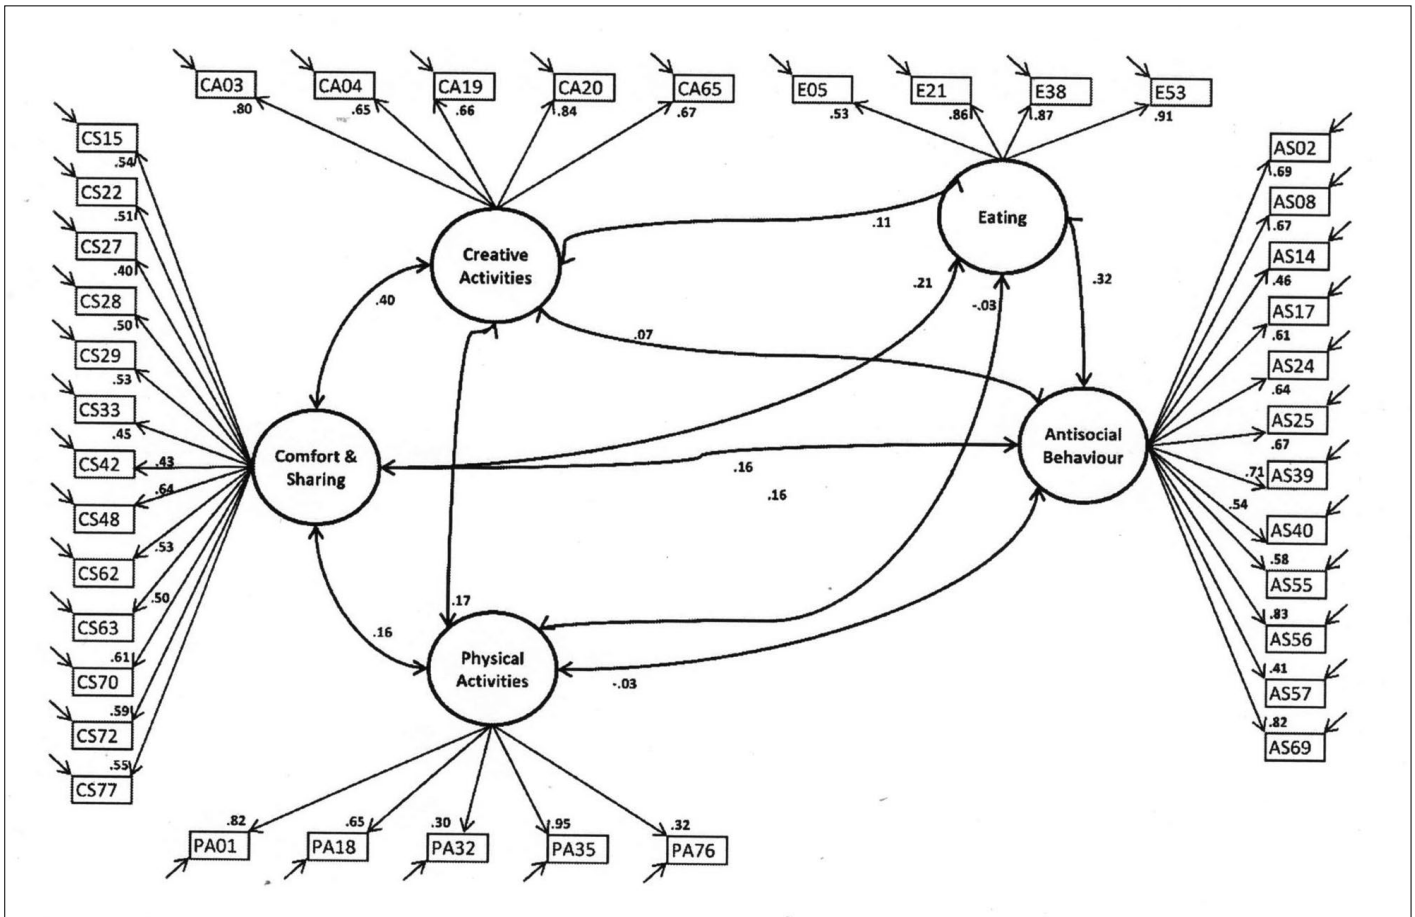 CA03
CA04
CA19
CA20
CA65
E05
E21
E38
E53
.80
.65
.66
.84
.67
.53
.86
.87
.91
CS15
.54
CS22
.51
CS27
.40
CS28
.50
CS29
.53
CS33
.45
CS42
.43
CS48
.64
CS62
.53
CS63
.50
CS70
.61
CS72
.59
CS77
.55
Creative
Activities
Eating
Comfort &
Sharing
Antisocial
Behaviour
Physical
Activities
.11
.40
.21
-.03
.32
.07
.16
.16
.17
.16
-.03
AS02
.69
AS08
.67
AS14
.46
AS17
.61
AS24
.64
AS25
.67
AS39
.71
AS40
.54
AS55
.58
AS56
.83
AS57
.41
AS69
.82
.82
.65
.30
.95
.32
PA01
PA18
PA32
PA35
PA76